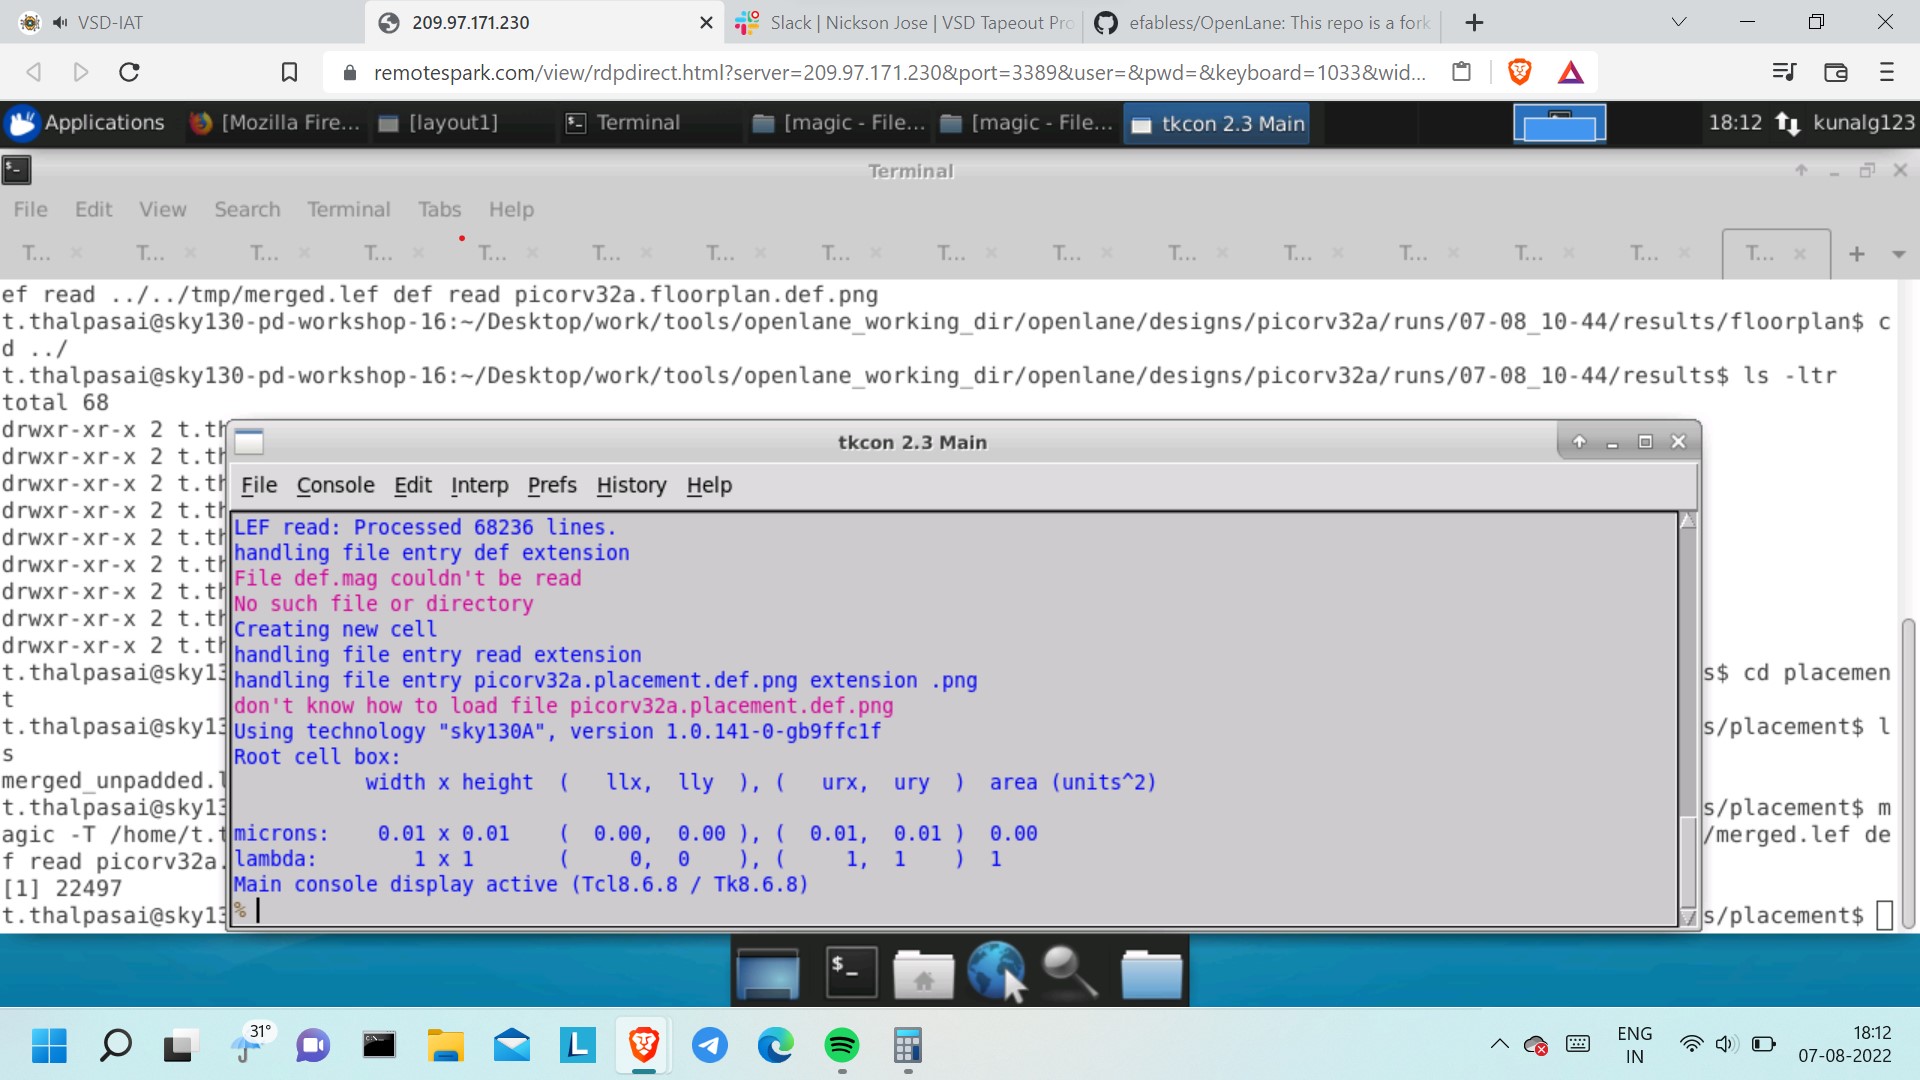 VSD-IAT
209.97.171.230
Slack | Nickson Jose | VSD Tapeout Pro
efabless/OpenLane: This repo is a fork
remotespark.com/view/rdpdirect.html?server=209.97.171.230&port=3389&user=&pwd=&keyboard=1033&wid...
Applications
[Mozilla Fire...
[layout1]
Terminal
[magic - File...
[magic - File...
tkcon 2.3 Main
18:12
kunalg123
Terminal
File Edit View Search Terminal Tabs Help
T... T... T... T... T... T... T... T... T... T... T... T... T... T... T... T...
ef read ../../tmp/merged.lef def read picorv32a.floorplan.def.png
t.thalpasai@sky130-pd-workshop-16:~/Desktop/work/tools/openlane_working_dir/openlane/designs/picorv32a/runs/07-08_10-44/results/floorplan$ c
d ../
t.thalpasai@sky130-pd-workshop-16:~/Desktop/work/tools/openlane_working_dir/openlane/designs/picorv32a/runs/07-08_10-44/results$ ls -ltr
total 68
drwxr-xr-x 2 t.th
drwxr-xr-x 2 t.th
drwxr-xr-x 2 t.th
drwxr-xr-x 2 t.th
drwxr-xr-x 2 t.th
drwxr-xr-x 2 t.th
drwxr-xr-x 2 t.th
drwxr-xr-x 2 t.th
drwxr-xr-x 2 t.th
t.thalpasai@sky13 s$ cd placemen
t
t.thalpasai@sky13 s/placement$ l
s
merged_unpadded.l
t.thalpasai@sky13 s/placement$ m
agic -T /home/t.t /merged.lef de
f read picorv32a.
[1] 22497
t.thalpasai@sky13 s/placement$
tkcon 2.3 Main
File Console Edit Interp Prefs History Help
LEF read: Processed 68236 lines.
handling file entry def extension
File def.mag couldn't be read
No such file or directory
Creating new cell
handling file entry read extension
handling file entry picorv32a.placement.def.png extension .png
don't know how to load file picorv32a.placement.def.png
Using technology "sky130A", version 1.0.141-0-gb9ffc1f
Root cell box:
width x height ( llx, lly ), ( urx, ury ) area (units^2)
microns: 0.01 x 0.01 ( 0.00, 0.00 ), ( 0.01, 0.01 ) 0.00
lambda: 1 x 1 ( 0, 0 ), ( 1, 1 ) 1
Main console display active (Tcl8.6.8 / Tk8.6.8)
%
$_
31°
L
ENG
IN
18:12
07-08-2022